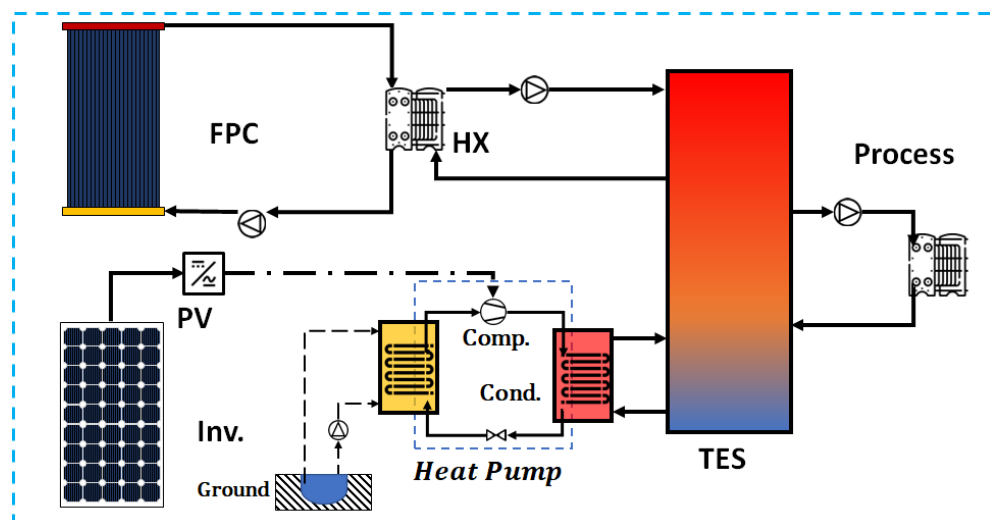 FPC
HX
Process
PV
Comp.
Cond.
Inv.
Heat Pump
TES
Ground